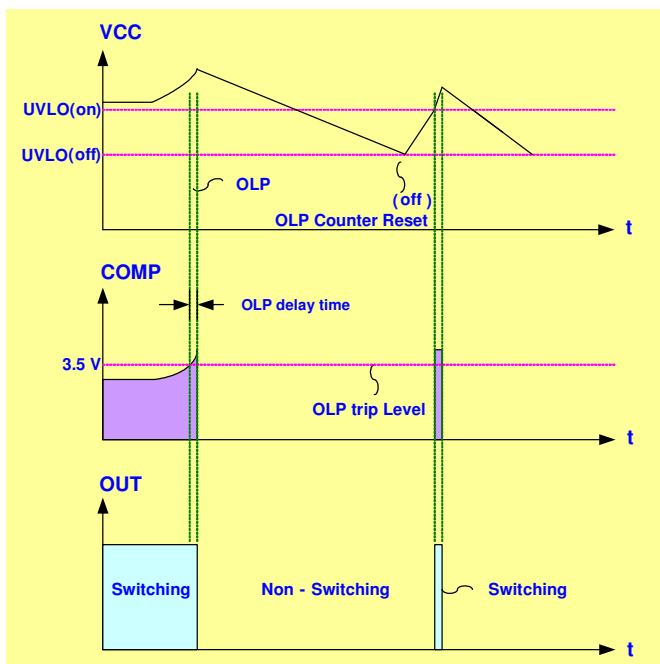 VCC
UVLO(on)
UVLO(off)
OLP
(off)
OLP Counter Reset
t
COMP
OLP delay time
3.5 V
OLP trip Level
t
OUT
Switching
Non - Switching
Switching
t